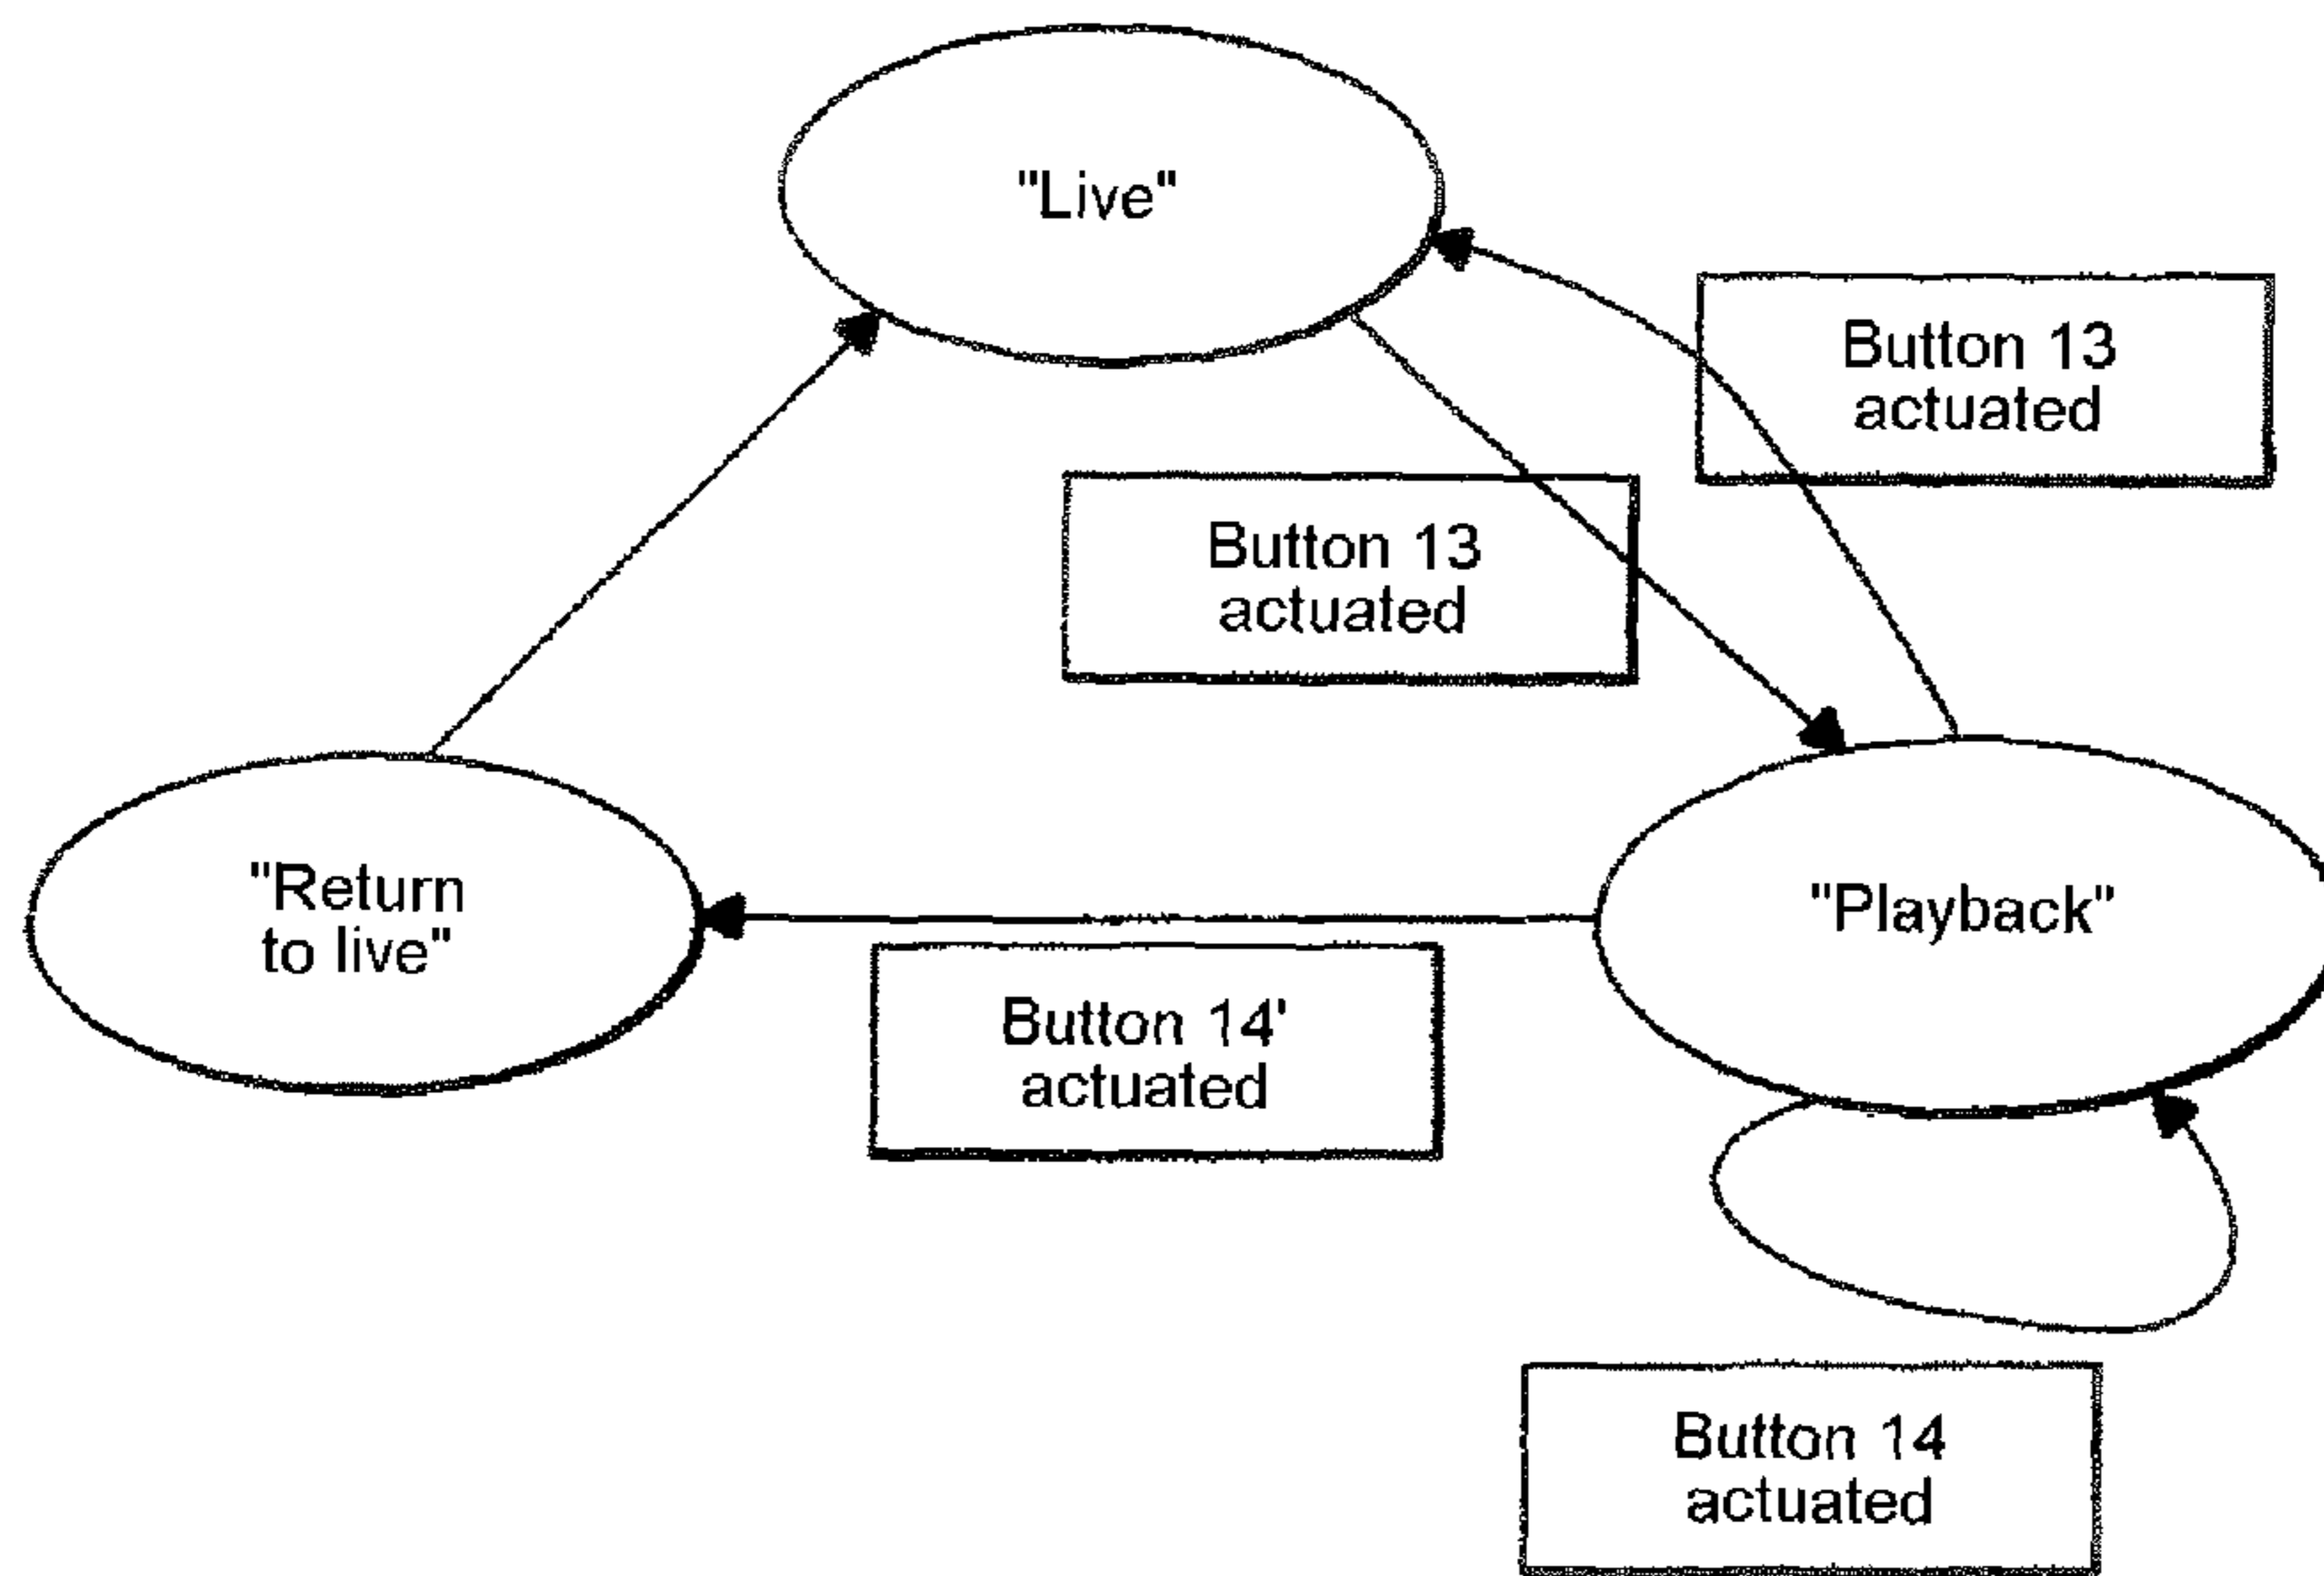 "Live"
Button 13
actuated
Button 13
actuated
"Return
to live"
"Playback"
Button 14'
actuated
Button 14
actuated